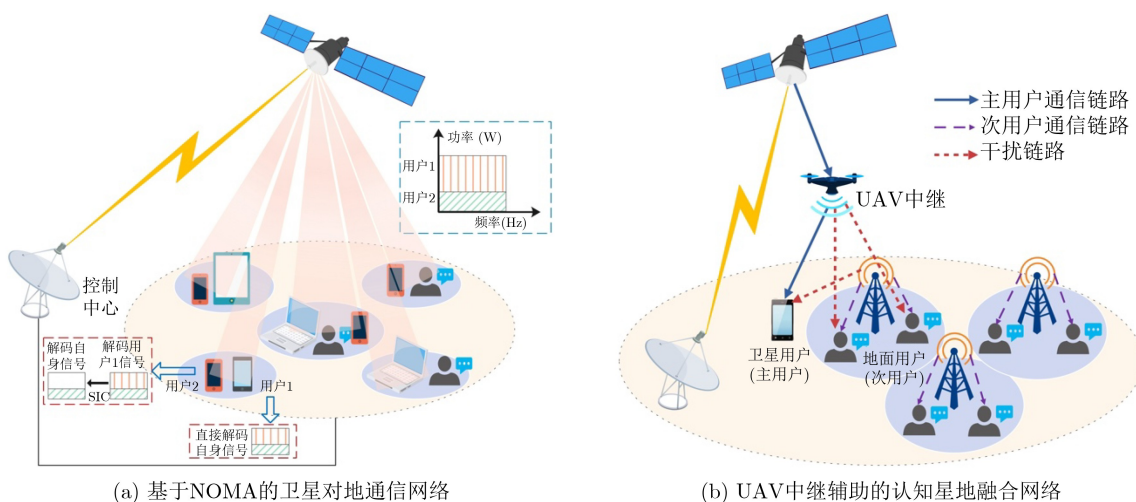 功率 (W)
用户1
用户2
频率(Hz)
控制
中心
解码自
身信号
解码用
户1信号
SIC
用户2
用户1
直接解码
自身信号
(a) 基于NOMA的卫星对地通信网络
主用户通信链路
次用户通信链路
干扰链路
UAV中继
卫星用户
(主用户)
地面用户
(次用户)
(b) UAV中继辅助的认知星地融合网络